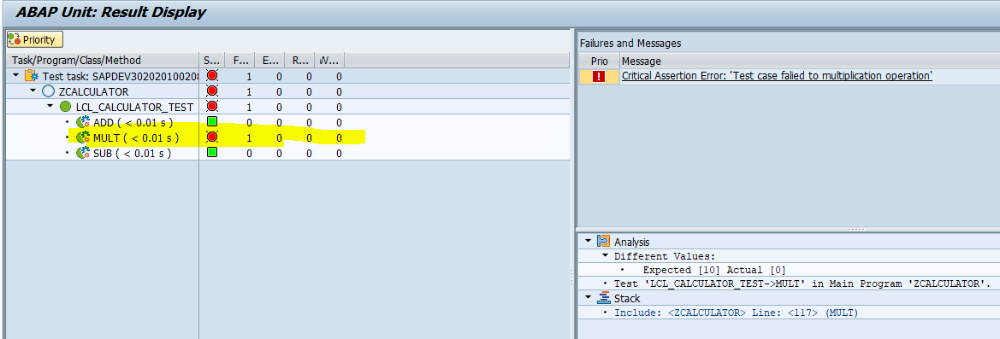 ABAP Unit: Result Display
Priority
Task/Program/Class/Method S... F... E... R... W...
Test task: SAPDEV302020100208 1 0 0 0
ZCALCULATOR 1 0 0 0
LCL_CALCULATOR_TEST 1 0 0 0
ADD ( < 0.01 s ) 0 0 0 0
MULT ( < 0.01 s ) 1 0 0 0
SUB ( < 0.01 s ) 0 0 0 0
Failures and Messages
Prio Message
Critical Assertion Error: 'Test case falied to multiplication operation'
Analysis
Different Values:
Expected [10] Actual [0]
Test 'LCL_CALCULATOR_TEST->MULT' in Main Program 'ZCALCULATOR'.
Stack
Include: <ZCALCULATOR> Line: <117> (MULT)